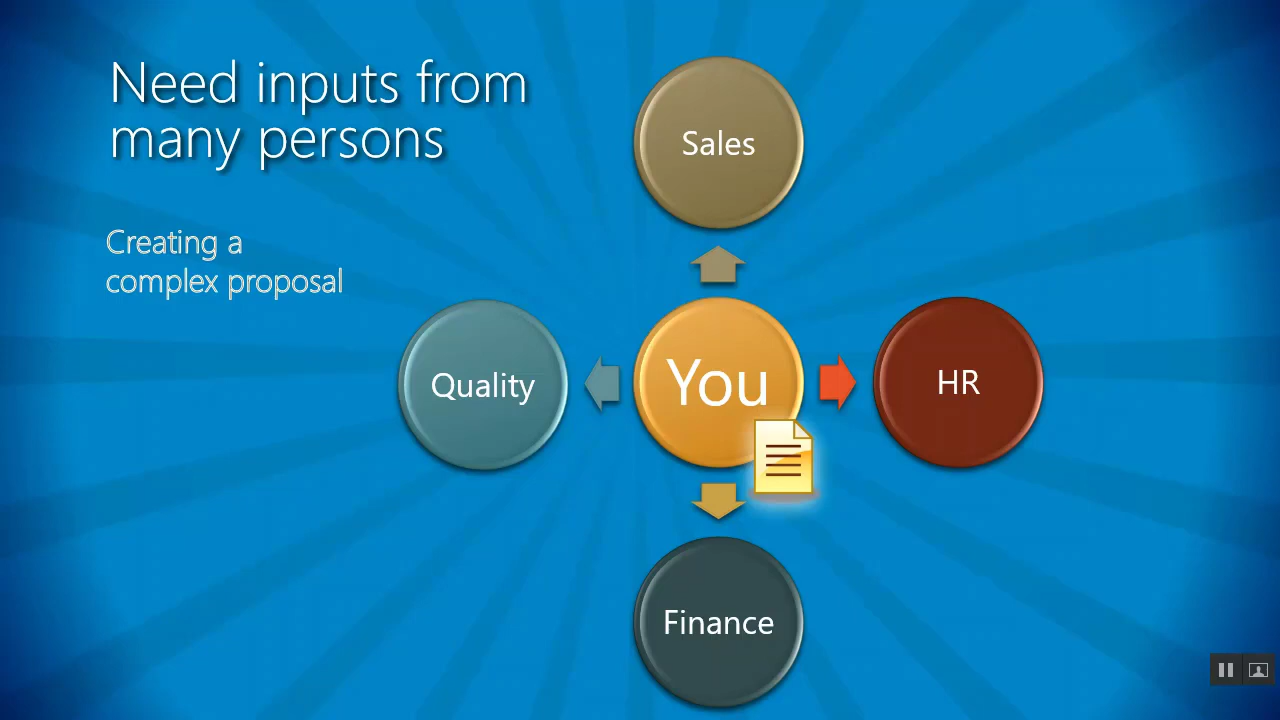 Need inputs from
many persons
Creating a
complex proposal
Sales
Quality
You
HR
Finance